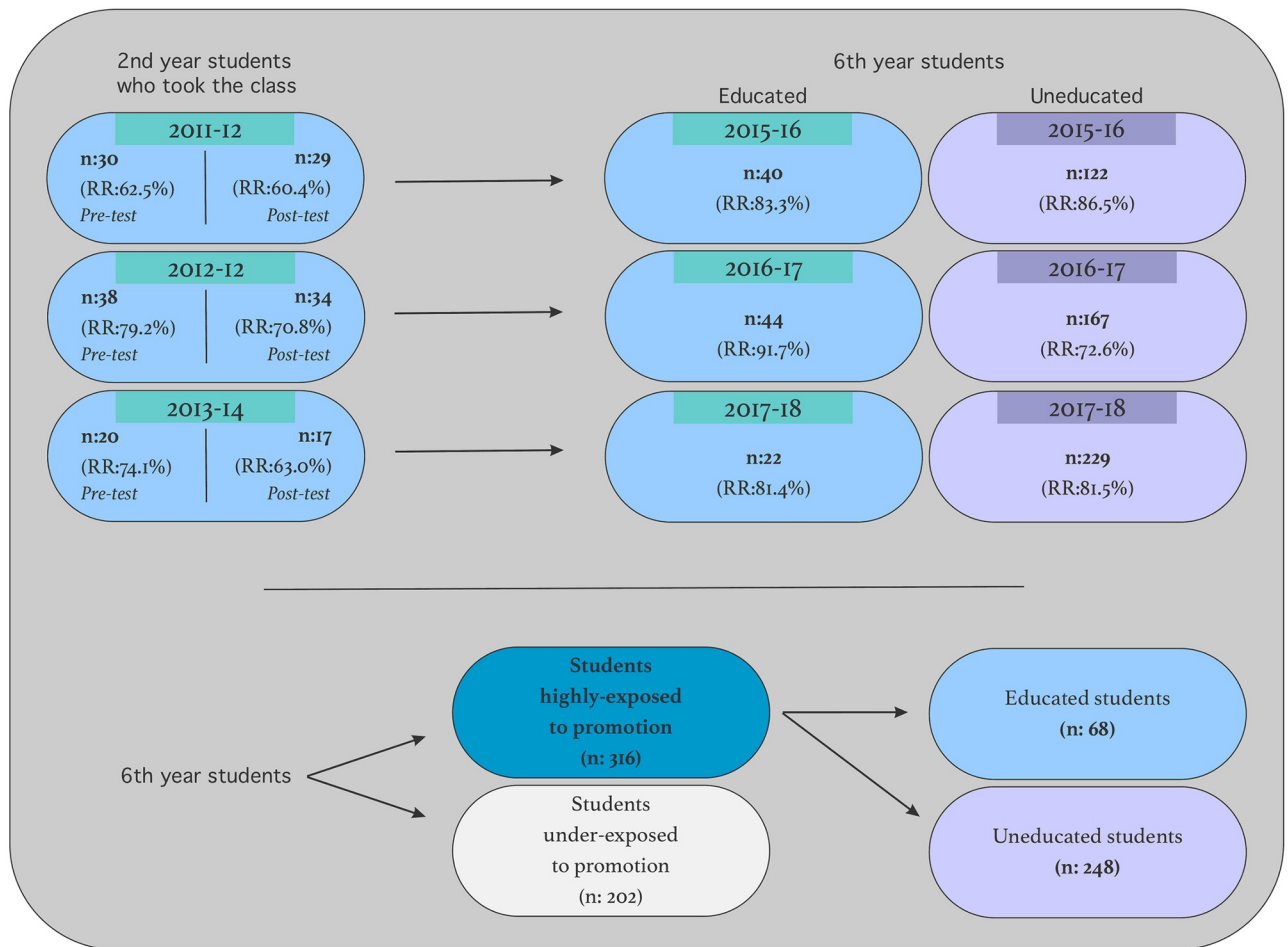 2nd year students
who took the class
6th year students
Educated
Uneducated
2011-12
n:30
(RR:62.5%)
Pre-test
n:29
(RR:60.4%)
Post-test
2015-16
n:40
(RR:83.3%)
2015-16
n:122
(RR:86.5%)
2012-12
n:38
(RR:79.2%)
Pre-test
n:34
(RR:70.8%)
Post-test
2016-17
n:44
(RR:91.7%)
2016-17
n:167
(RR:72.6%)
2013-14
n:20
(RR:74.1%)
Pre-test
n:17
(RR:63.0%)
Post-test
2017-18
n:22
(RR:81.4%)
2017-18
n:229
(RR:81.5%)
6th year students
Students
highly-exposed
to promotion
(n: 316)
Students
under-exposed
to promotion
(n: 202)
Educated students
(n: 68)
Uneducated students
(n: 248)